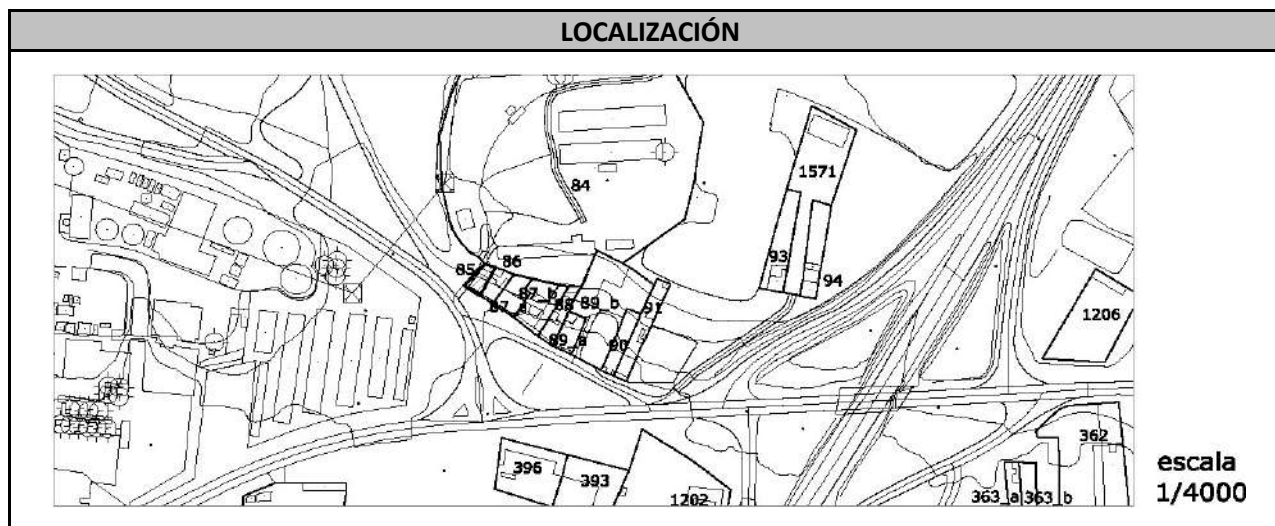 LOCALIZACIÓN
1571
84
93
94
86
85
87_b
88
89_b
91
87_a
89_a
90
1206
362
396
393
1202
363_a
363_b
escala
1/4000